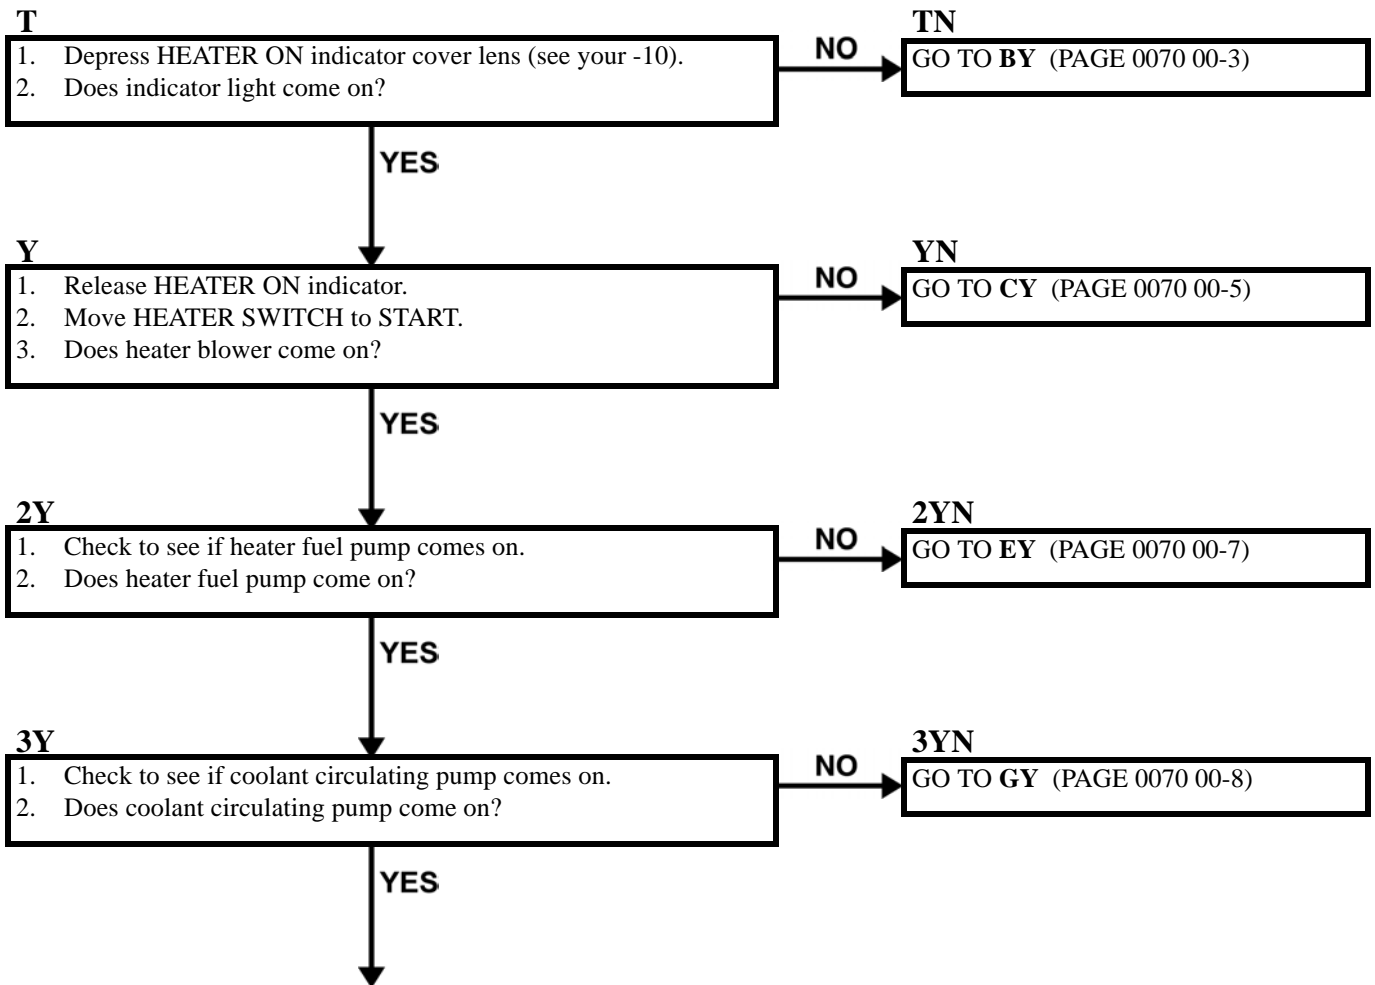 T
1. Depress HEATER ON indicator cover lens (see your -10).
2. Does indicator light come on?
NO
TN
GO TO BY (PAGE 0070 00-3)
YES
Y
1. Release HEATER ON indicator.
2. Move HEATER SWITCH to START.
3. Does heater blower come on?
NO
YN
GO TO CY (PAGE 0070 00-5)
YES
2Y
1. Check to see if heater fuel pump comes on.
2. Does heater fuel pump come on?
NO
2YN
GO TO EY (PAGE 0070 00-7)
YES
3Y
1. Check to see if coolant circulating pump comes on.
2. Does coolant circulating pump come on?
NO
3YN
GO TO GY (PAGE 0070 00-8)
YES